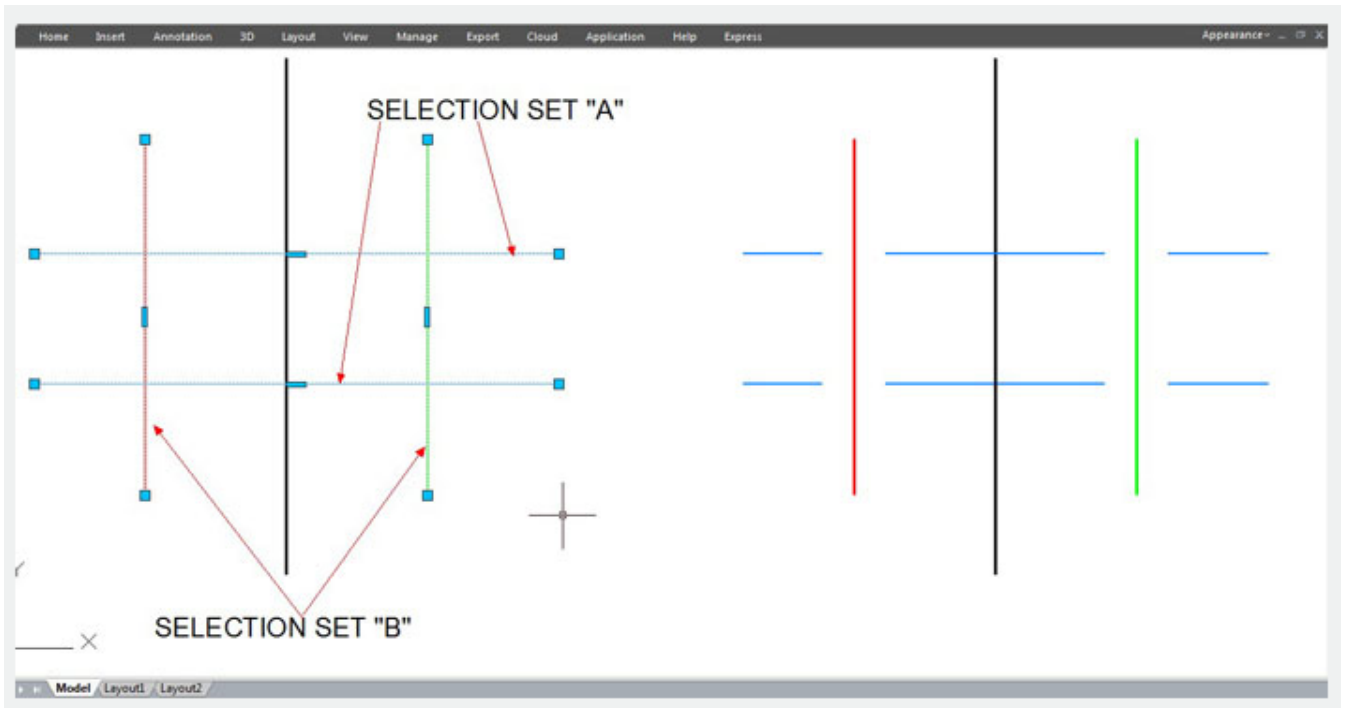 Home Insert Annotation 3D Layout View Manage Export Cloud Application Help Express Appearance
SELECTION SET "A"
SELECTION SET "B"
Model Layout1 Layout2